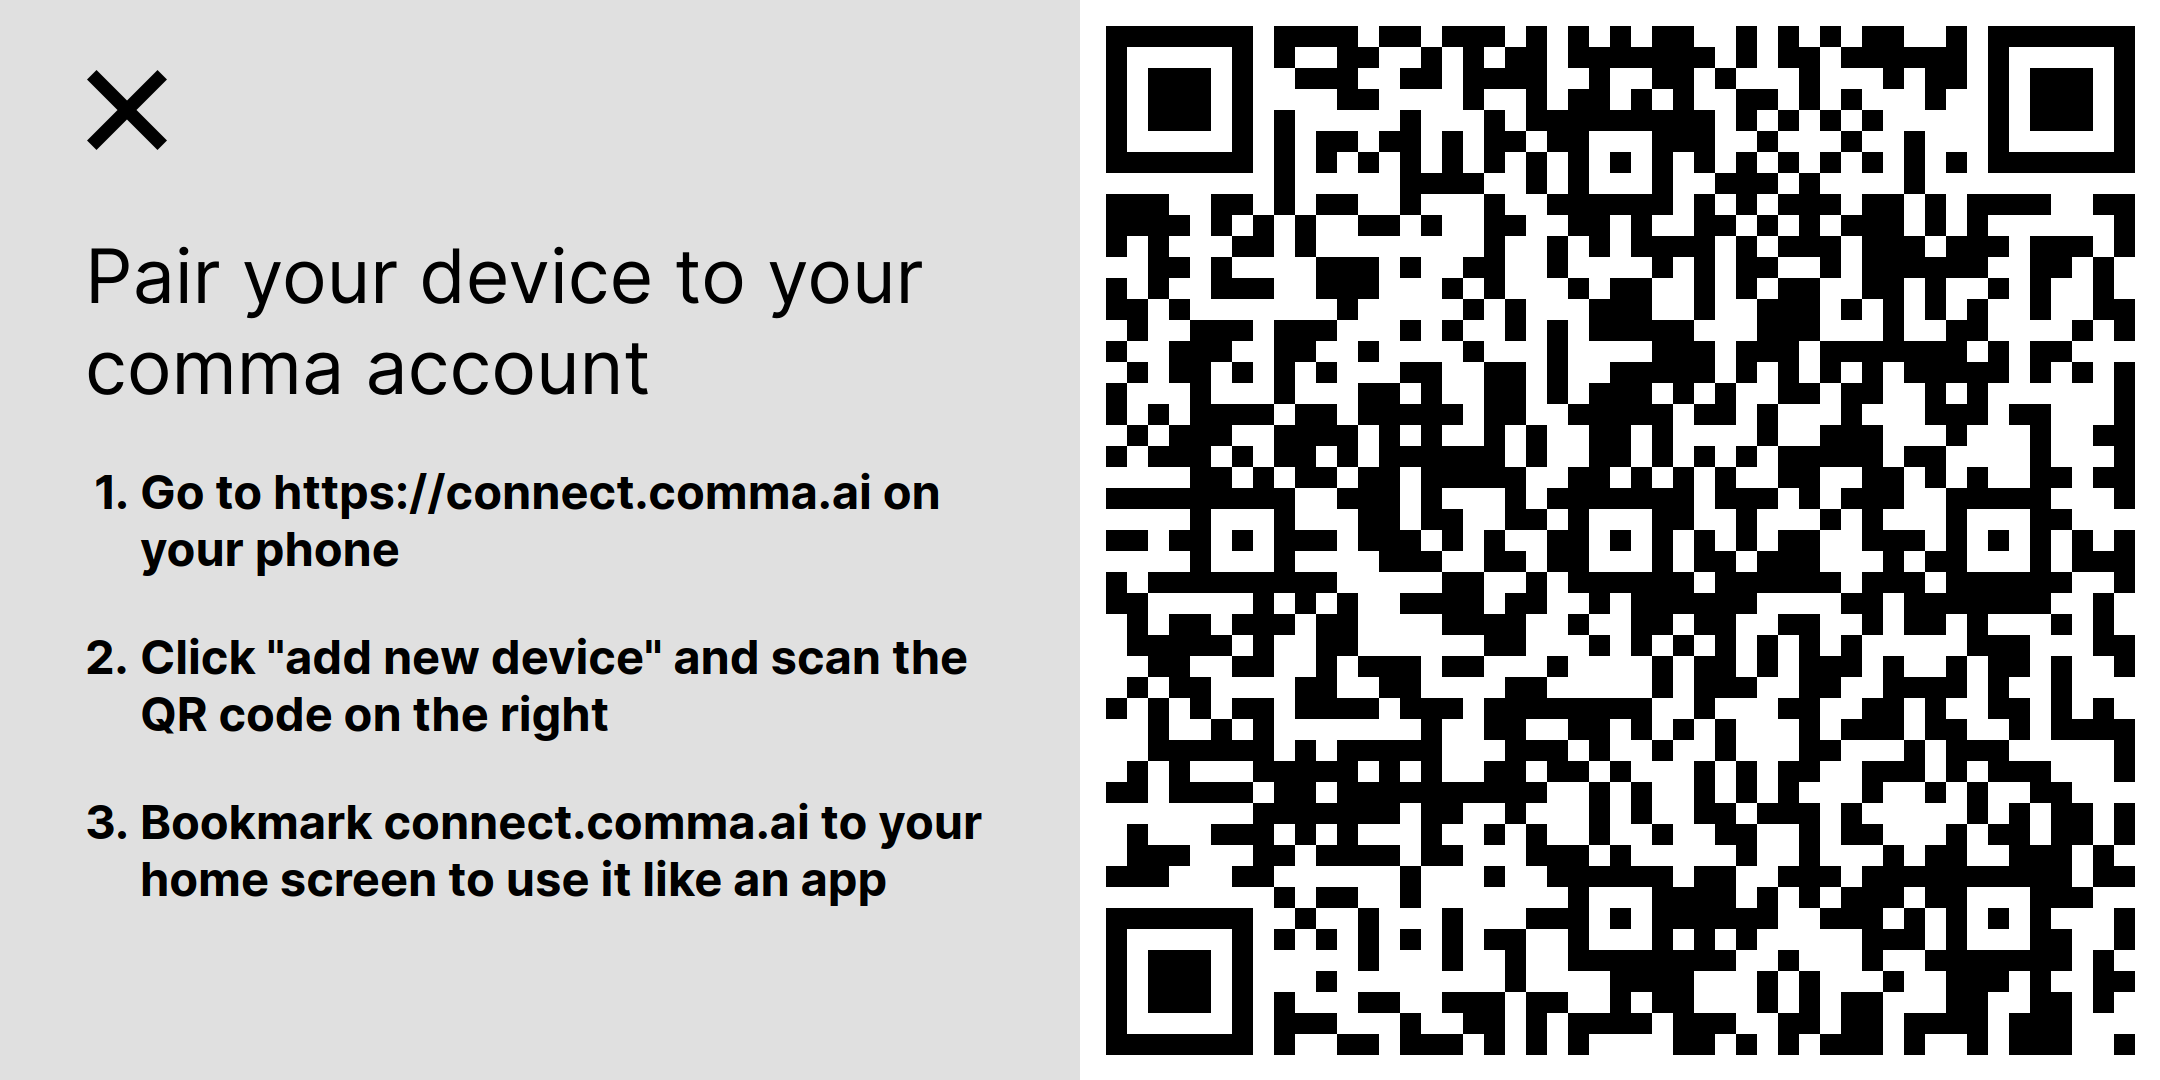 Pair your device to your
comma account
1. Go to https://connect.comma.ai on
your phone
2. Click "add new device" and scan the
QR code on the right
3. Bookmark connect.comma.ai to your
home screen to use it like an app